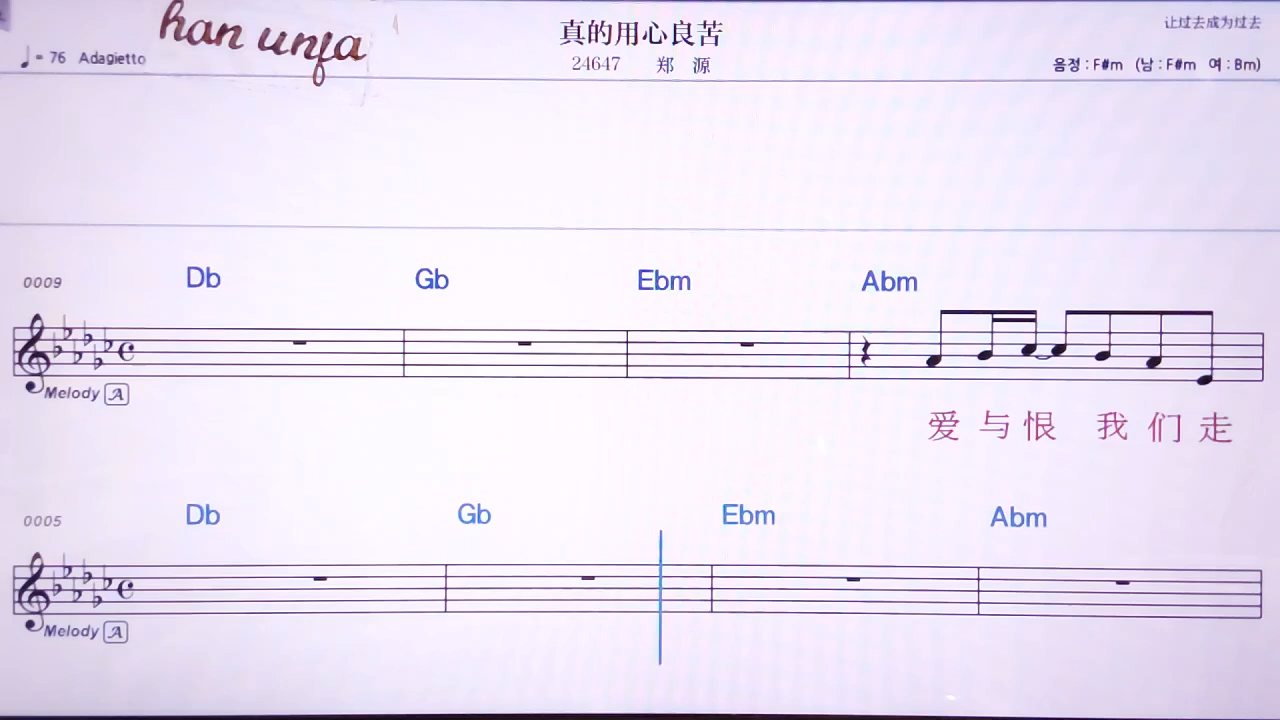 han unfa
真的用心良苦
让过去成为过去
♩= 76 Adagietto
24647 郑 源
음정 : F#m (남 : F#m 여 : Bm)
0009 Db Gb Ebm Abm
Melody A
爱 与 恨 我 们 走
0005 Db Gb Ebm Abm
Melody A